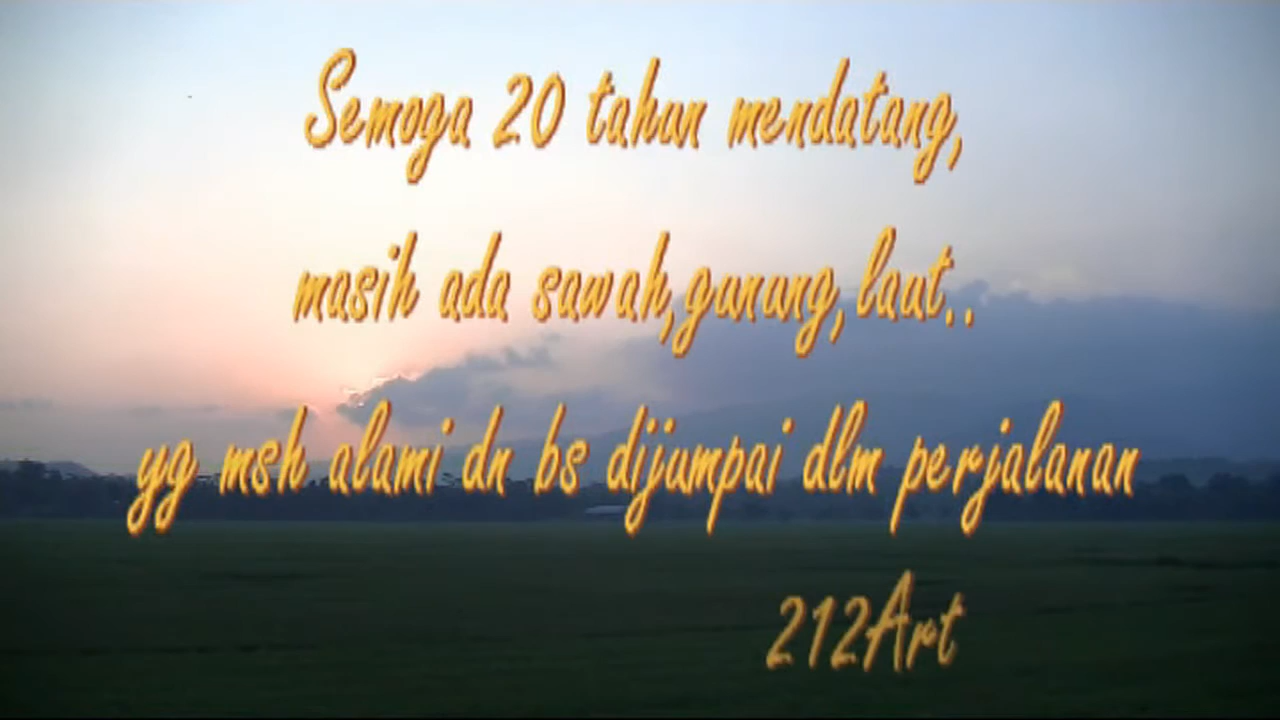 Semoga 20 tahun mendatang,
masih ada sawah,gunung,laut..
yg msh alami dn bs dijumpai dlm perjalanan
212Art